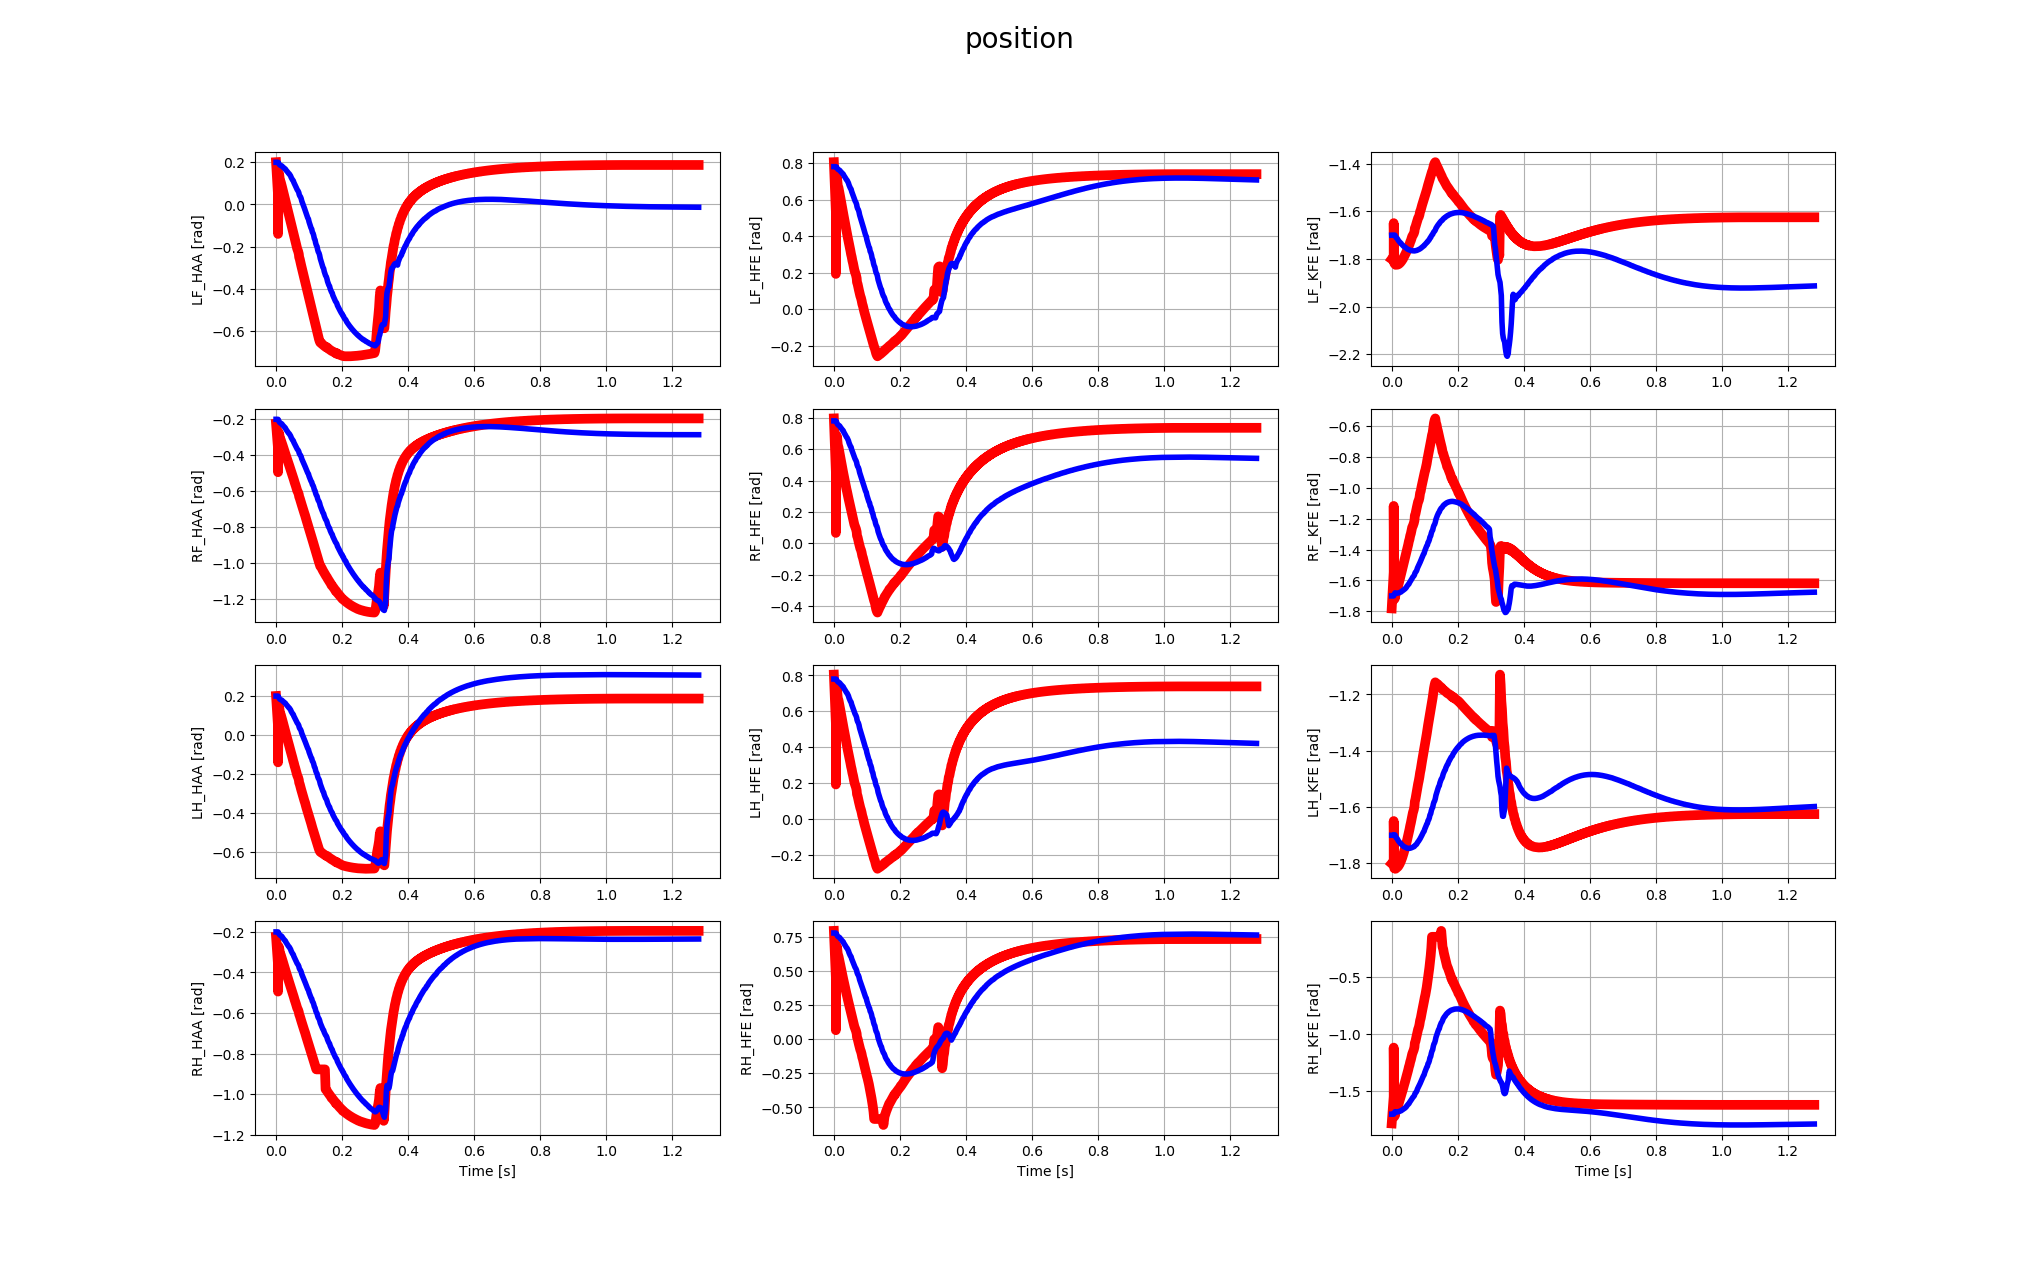 position
LF_HAA [rad]
0.2
0.0
−0.2
−0.4
−0.6
0.0 0.2 0.4 0.6 0.8 1.0 1.2
LF_HFE [rad]
0.8
0.6
0.4
0.2
0.0
−0.2
0.0 0.2 0.4 0.6 0.8 1.0 1.2
LF_KFE [rad]
−1.4
−1.6
−1.8
−2.0
−2.2
0.0 0.2 0.4 0.6 0.8 1.0 1.2
RF_HAA [rad]
−0.2
−0.4
−0.6
−0.8
−1.0
−1.2
0.0 0.2 0.4 0.6 0.8 1.0 1.2
RF_HFE [rad]
0.8
0.6
0.4
0.2
0.0
−0.2
−0.4
0.0 0.2 0.4 0.6 0.8 1.0 1.2
RF_KFE [rad]
−0.6
−0.8
−1.0
−1.2
−1.4
−1.6
−1.8
0.0 0.2 0.4 0.6 0.8 1.0 1.2
LH_HAA [rad]
0.2
0.0
−0.2
−0.4
−0.6
0.0 0.2 0.4 0.6 0.8 1.0 1.2
LH_HFE [rad]
0.8
0.6
0.4
0.2
0.0
−0.2
0.0 0.2 0.4 0.6 0.8 1.0 1.2
LH_KFE [rad]
−1.2
−1.4
−1.6
−1.8
0.0 0.2 0.4 0.6 0.8 1.0 1.2
RH_HAA [rad]
−0.2
−0.4
−0.6
−0.8
−1.0
−1.2
0.0 0.2 0.4 0.6 0.8 1.0 1.2
Time [s]
RH_HFE [rad]
0.75
0.50
0.25
0.00
−0.25
−0.50
0.0 0.2 0.4 0.6 0.8 1.0 1.2
Time [s]
RH_KFE [rad]
−0.5
−1.0
−1.5
0.0 0.2 0.4 0.6 0.8 1.0 1.2
Time [s]